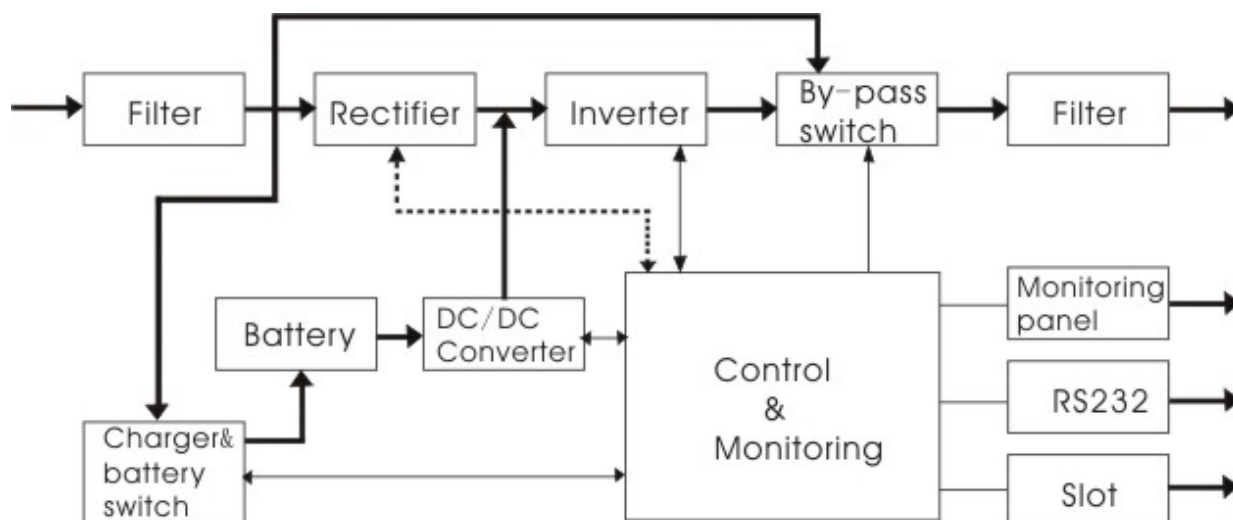 Filter
Rectifier
Inverter
By-pass
switch
Filter
Battery
DC/DC
Converter
Control
&
Monitoring
Monitoring
panel
RS232
Slot
Charger&
battery
switch